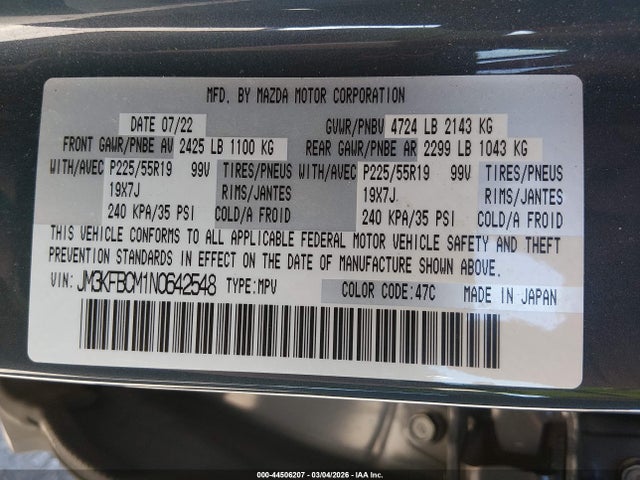 MFD. BY MAZDA MOTOR CORPORATION
DATE 07/22 GVWR/PNBV 4724 LB 2143 KG
FRONT GAWR/PNBE AV 2425 LB 1100 KG REAR GAWR/PNBE AR 2299 LB 1043 KG
WITH/AVEC P225/55R19 99V TIRES/PNEUS WITH/AVEC P225/55R19 99V TIRES/PNEUS
19X7J RIMS/JANTES 19X7J RIMS/JANTES
240 KPA/35 PSI COLD/A FROID 240 KPA/35 PSI COLD/A FROID
THIS VEHICLE CONFORMS TO ALL APPLICABLE FEDERAL MOTOR VEHICLE SAFETY AND THEFT
PREVENTION STANDARDS IN EFFECT ON THE DATE OF MANUFACTURE SHOWN ABOVE.
VIN: JM3KFBCM1N0642548 TYPE: MPV COLOR CODE: 47C MADE IN JAPAN
000-44506207 - 03/04/2026 - IAA Inc.